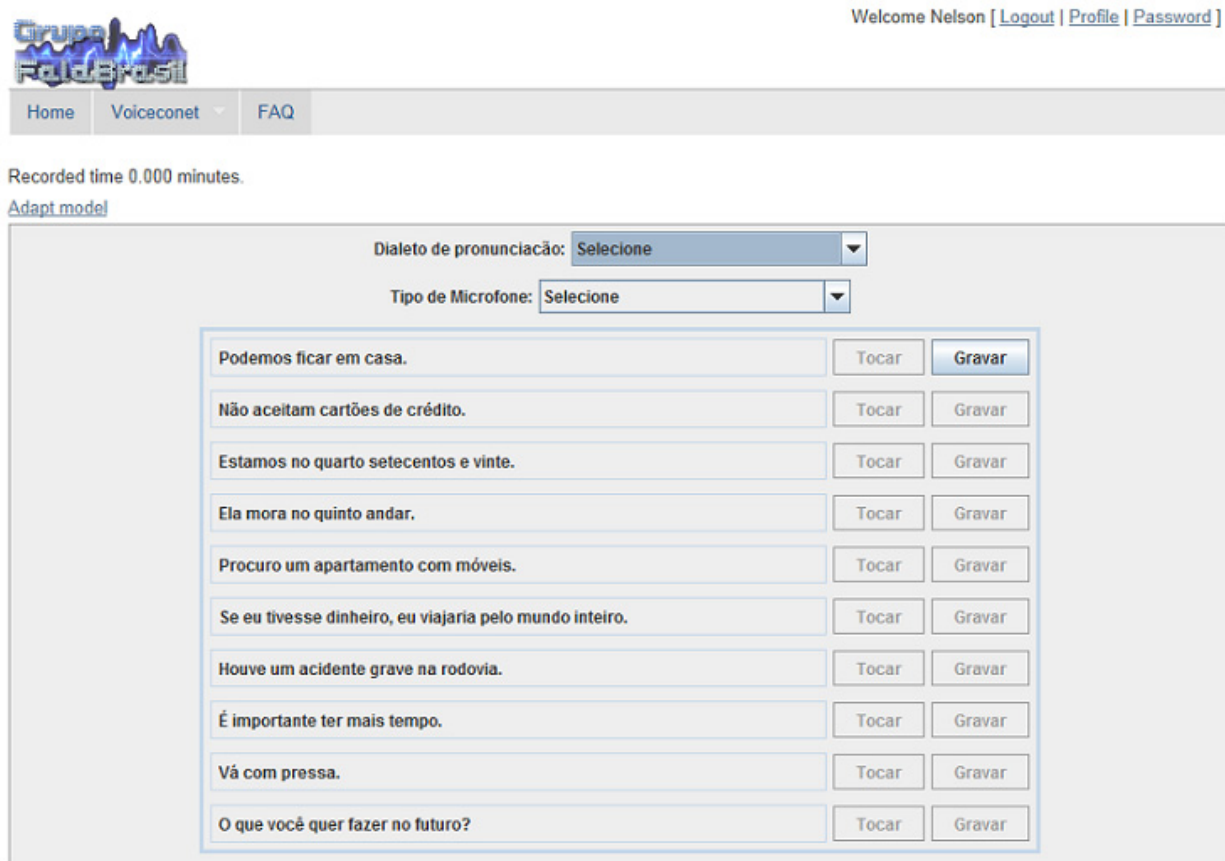 Welcome Nelson [ Logout | Profile | Password ]
Grupo
FalaBrasil
Home Voiceconet FAQ
Recorded time 0.000 minutes.
Adapt model
Dialeto de pronunciacão: Selecione
Tipo de Microfone: Selecione
Podemos ficar em casa. Tocar Gravar
Não aceitam cartões de crédito. Tocar Gravar
Estamos no quarto setecentos e vinte. Tocar Gravar
Ela mora no quinto andar. Tocar Gravar
Procuro um apartamento com móveis. Tocar Gravar
Se eu tivesse dinheiro, eu viajaria pelo mundo inteiro. Tocar Gravar
Houve um acidente grave na rodovia. Tocar Gravar
É importante ter mais tempo. Tocar Gravar
Vá com pressa. Tocar Gravar
O que você quer fazer no futuro? Tocar Gravar